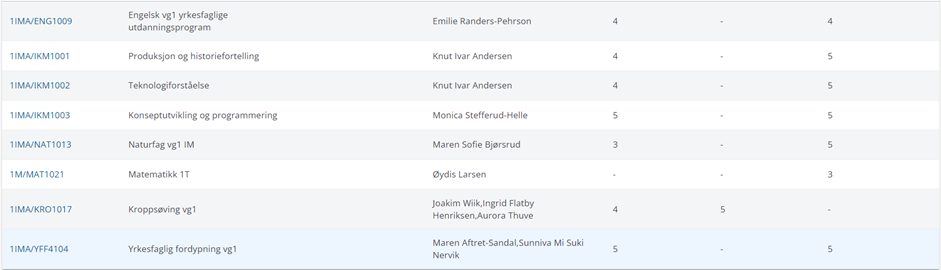 1IMA/ENG1009 Engelsk vg1 yrkesfaglige utdanningsprogram Emilie Randers-Pehrson 4 - 4
1IMA/IKM1001 Produksjon og historiefortelling Knut Ivar Andersen 4 - 5
1IMA/IKM1002 Teknologiforståelse Knut Ivar Andersen 4 - 5
1IMA/IKM1003 Konseptutvikling og programmering Monica Stefferud-Helle 5 - 5
1IMA/NAT1013 Naturfag vg1 IM Maren Sofie Bjørsrud 3 - 5
1M/MAT1021 Matematikk 1T Øydis Larsen - - 3
1IMA/KRO1017 Kroppsøving vg1 Joakim Wiik,Ingrid Flatby Henriksen,Aurora Thuve 4 5 -
1IMA/YFF4104 Yrkesfaglig fordypning vg1 Maren Aftret-Sandal,Sunniva Mi Suki Nervik 5 - 5